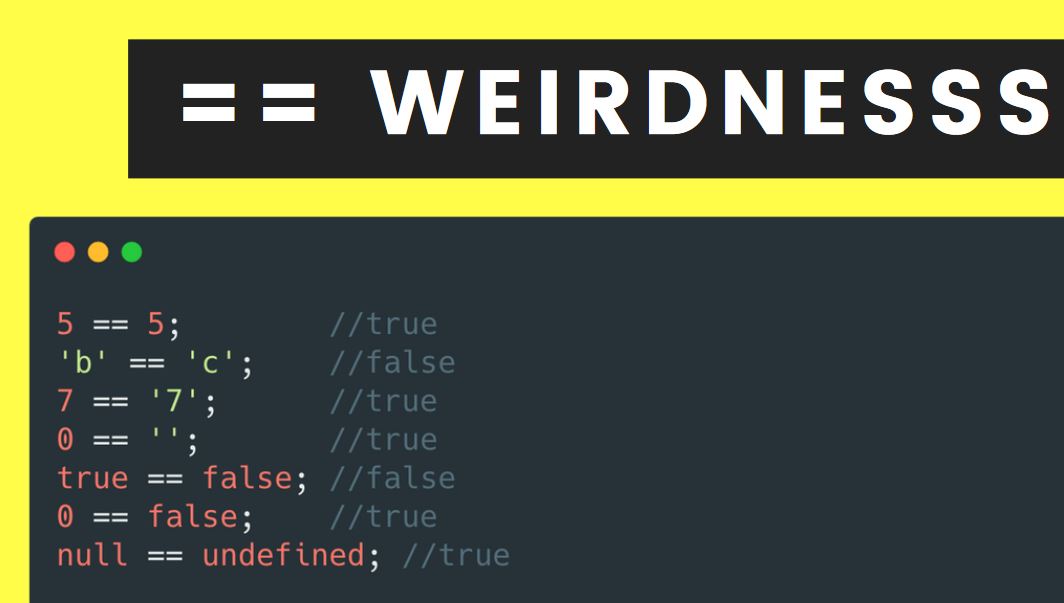 == WEIRDNESSS
5 == 5; //true
'b' == 'c'; //false
7 == '7'; //true
0 == ''; //true
true == false; //false
0 == false; //true
null == undefined; //true